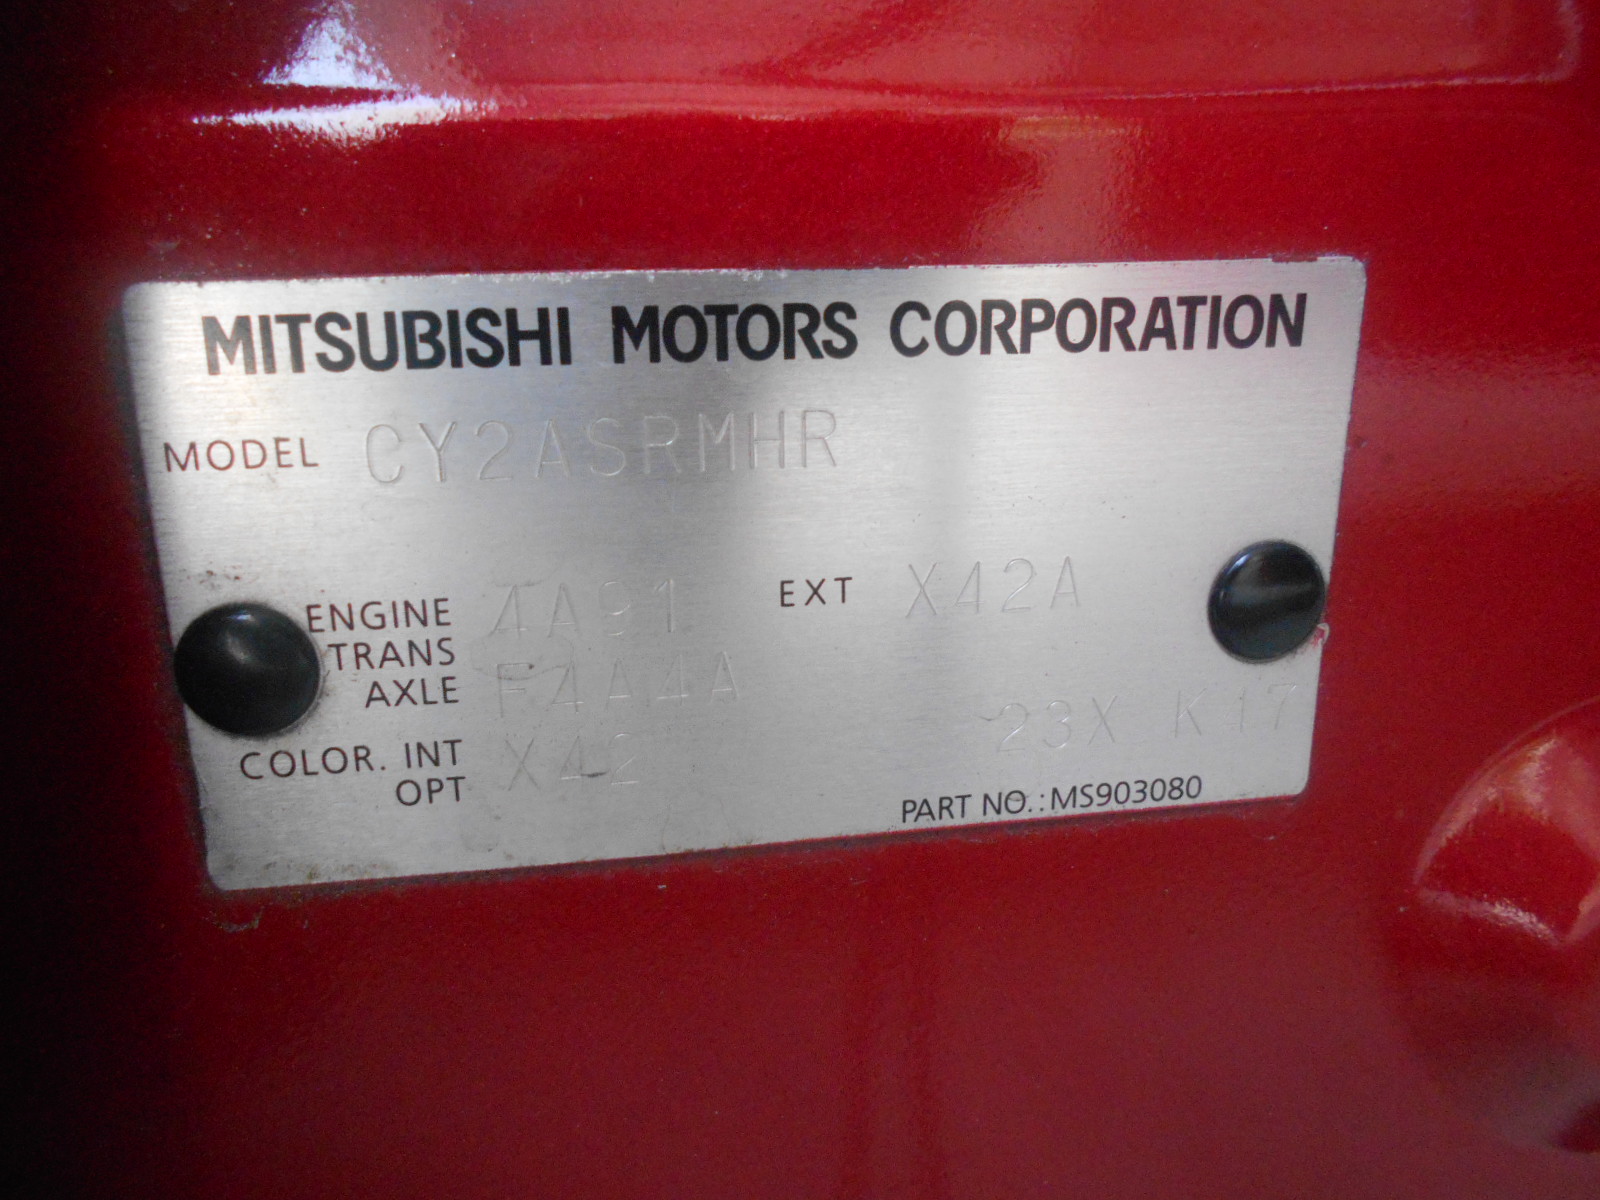 MITSUBISHI MOTORS CORPORATION
MODEL CY2ASRMHR
ENGINE 4A91 EXT X42A
TRANS
AXLE F4A4A
COLOR. INT X42 23X K17
OPT
PART NO.: MS903080